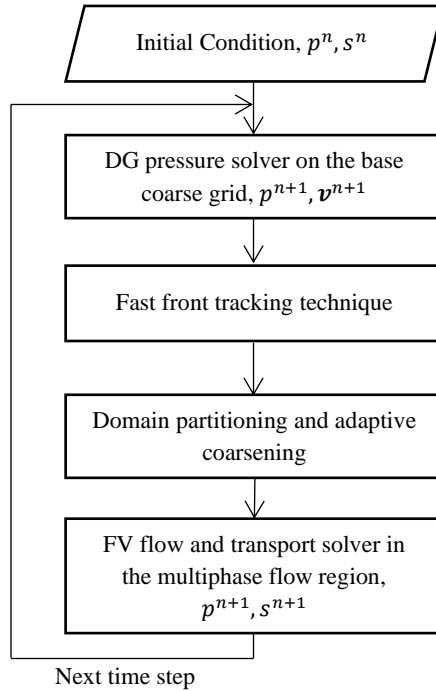 Initial Condition, pⁿ, sⁿ
DG pressure solver on the base
coarse grid, pⁿ⁺¹, vⁿ⁺¹
Fast front tracking technique
Domain partitioning and adaptive
coarsening
FV flow and transport solver in
the multiphase flow region,
pⁿ⁺¹, sⁿ⁺¹
Next time step